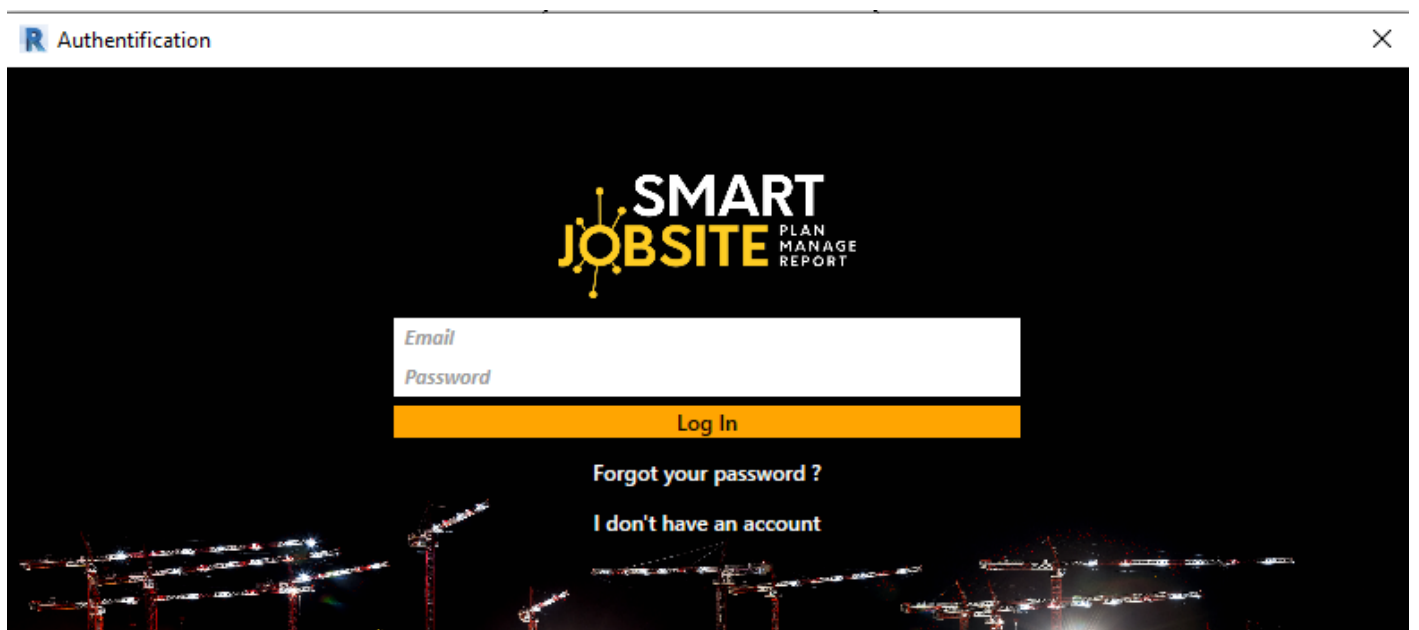 Authentification
SMART
JOBSITE
PLAN
MANAGE
REPORT
Email
Password
Log In
Forgot your password ?
I don't have an account